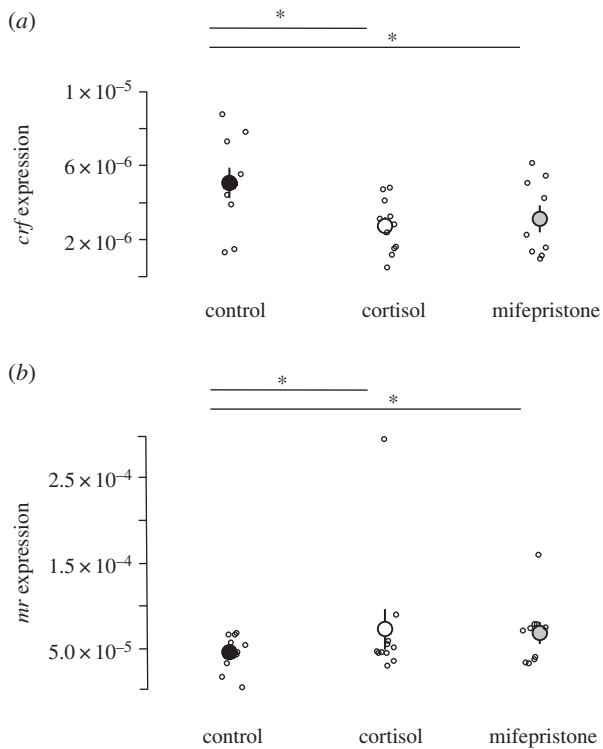 (a)
*
*
1 × 10⁻⁵
6 × 10⁻⁶
2 × 10⁻⁶
crf expression
control cortisol mifepristone
(b)
*
*
2.5 × 10⁻⁴
1.5 × 10⁻⁴
5.0 × 10⁻⁵
mr expression
control cortisol mifepristone